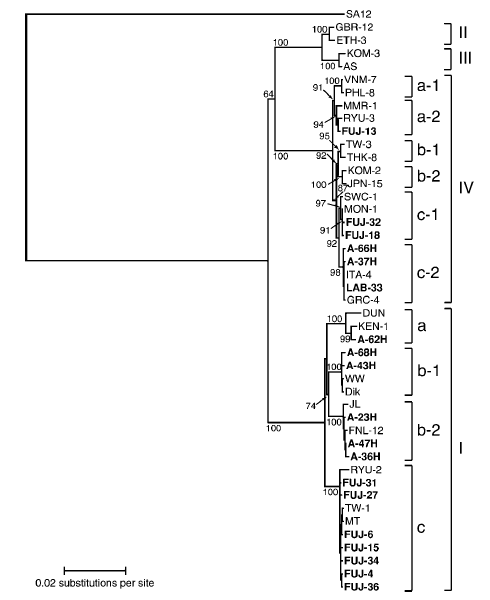 SA12
GBR-12
ETH-3
II
100
100
KOM-3
AS
III
100
VNM-7
PHL-8
a-1
91
64
MMR-1
RYU-3
FUJ-13
a-2
94
95
TW-3
THK-8
b-1
92
100
KOM-2
JPN-15
b-2
100
87
IV
SWC-1
MON-1
FUJ-32
FUJ-18
c-1
97
91
92
A-66H
A-37H
ITA-4
LAB-33
GRC-4
c-2
98
DUN
KEN-1
A-62H
a
100
99
A-68H
A-43H
WW
Dik
b-1
100
74
JL
A-23H
FNL-12
A-47H
A-36H
b-2
100
100
I
RYU-2
FUJ-31
FUJ-27
TW-1
MT
FUJ-6
FUJ-15
FUJ-34
FUJ-4
FUJ-36
c
100
0.02 substitutions per site